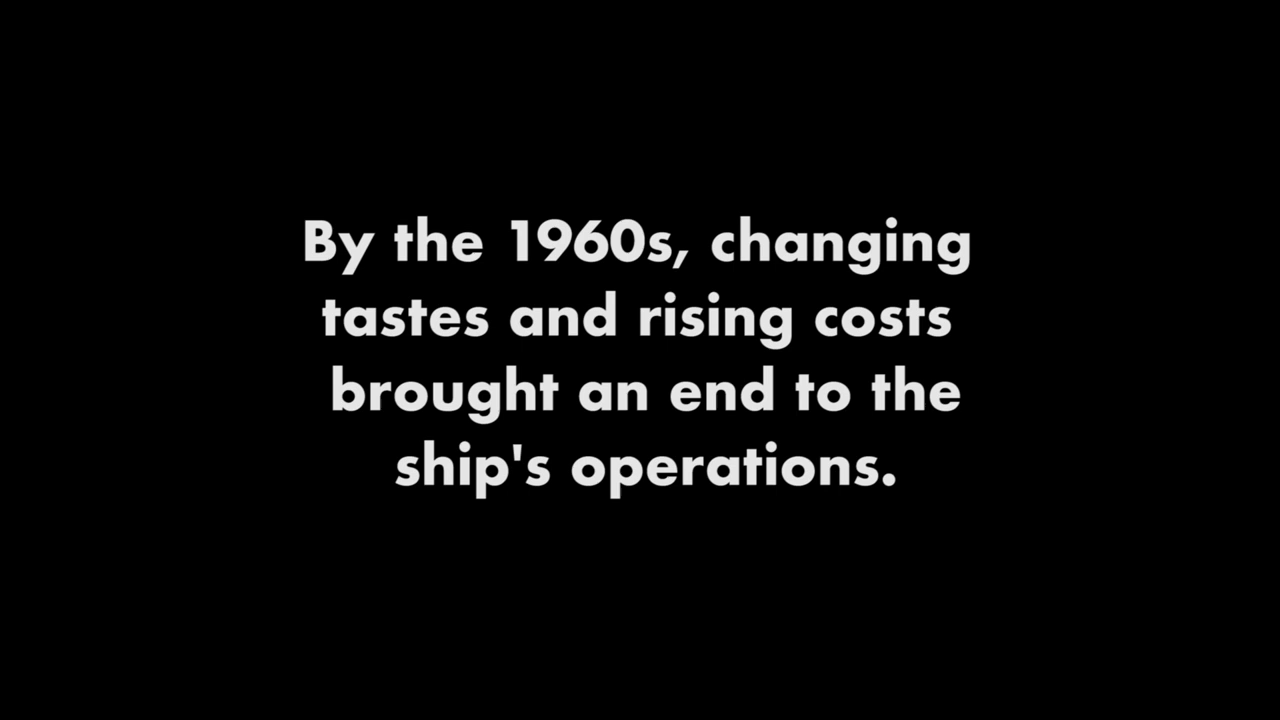 By the 1960s, changing
tastes and rising costs
brought an end to the
ship's operations.